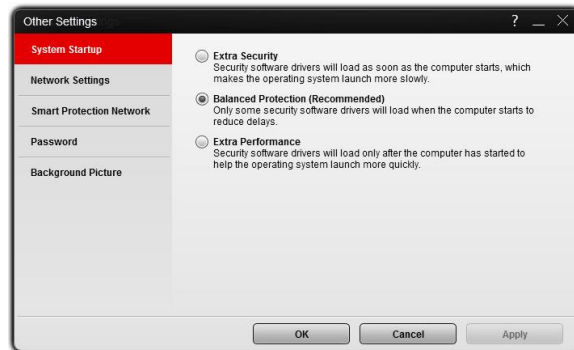 Other Settings
? _ X
System Startup
Network Settings
Smart Protection Network
Password
Background Picture
Extra Security
Security software drivers will load as soon as the computer starts, which
makes the operating system launch more slowly.
Balanced Protection (Recommended)
Only some security software drivers will load when the computer starts to
reduce delays.
Extra Performance
Security software drivers will load only after the computer has started to
help the operating system launch more quickly.
OK
Cancel
Apply